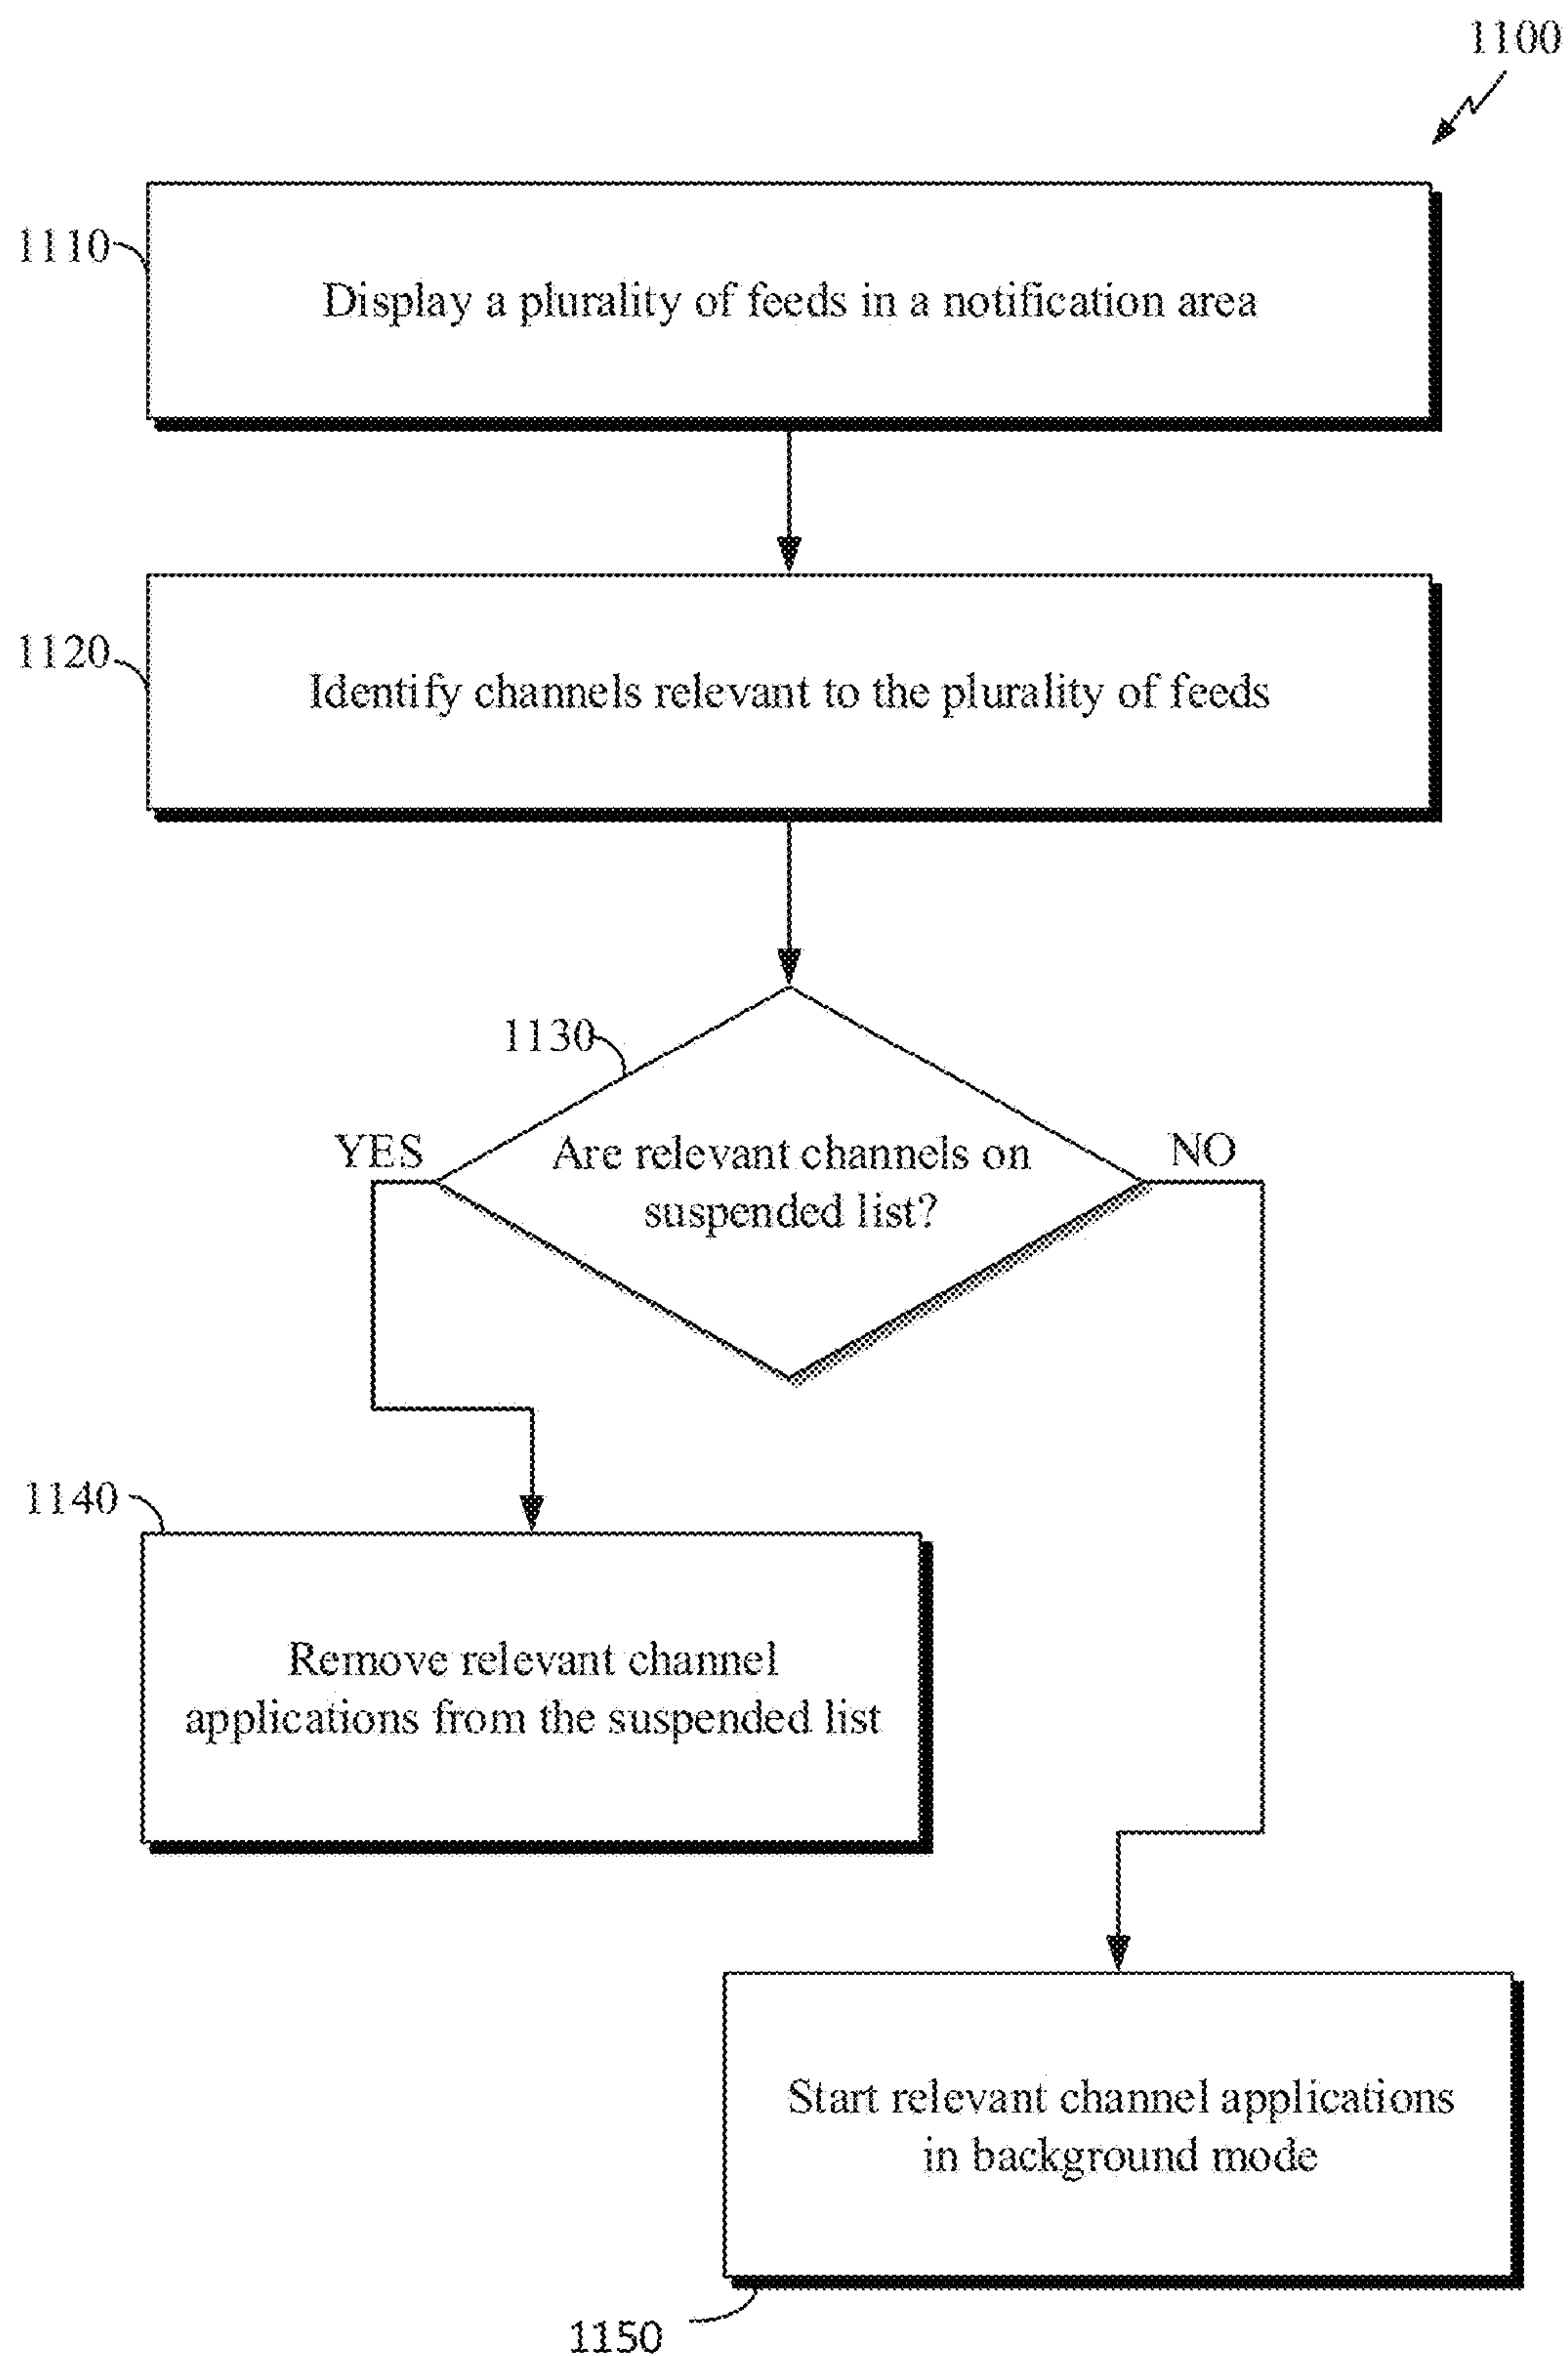 1100
1110
Display a plurality of feeds in a notification area
1120
Identify channels relevant to the plurality of feeds
1130
YES
Are relevant channels on
suspended list?
NO
1140
Remove relevant channel
applications from the suspended list
Start relevant channel applications
in background mode
1150